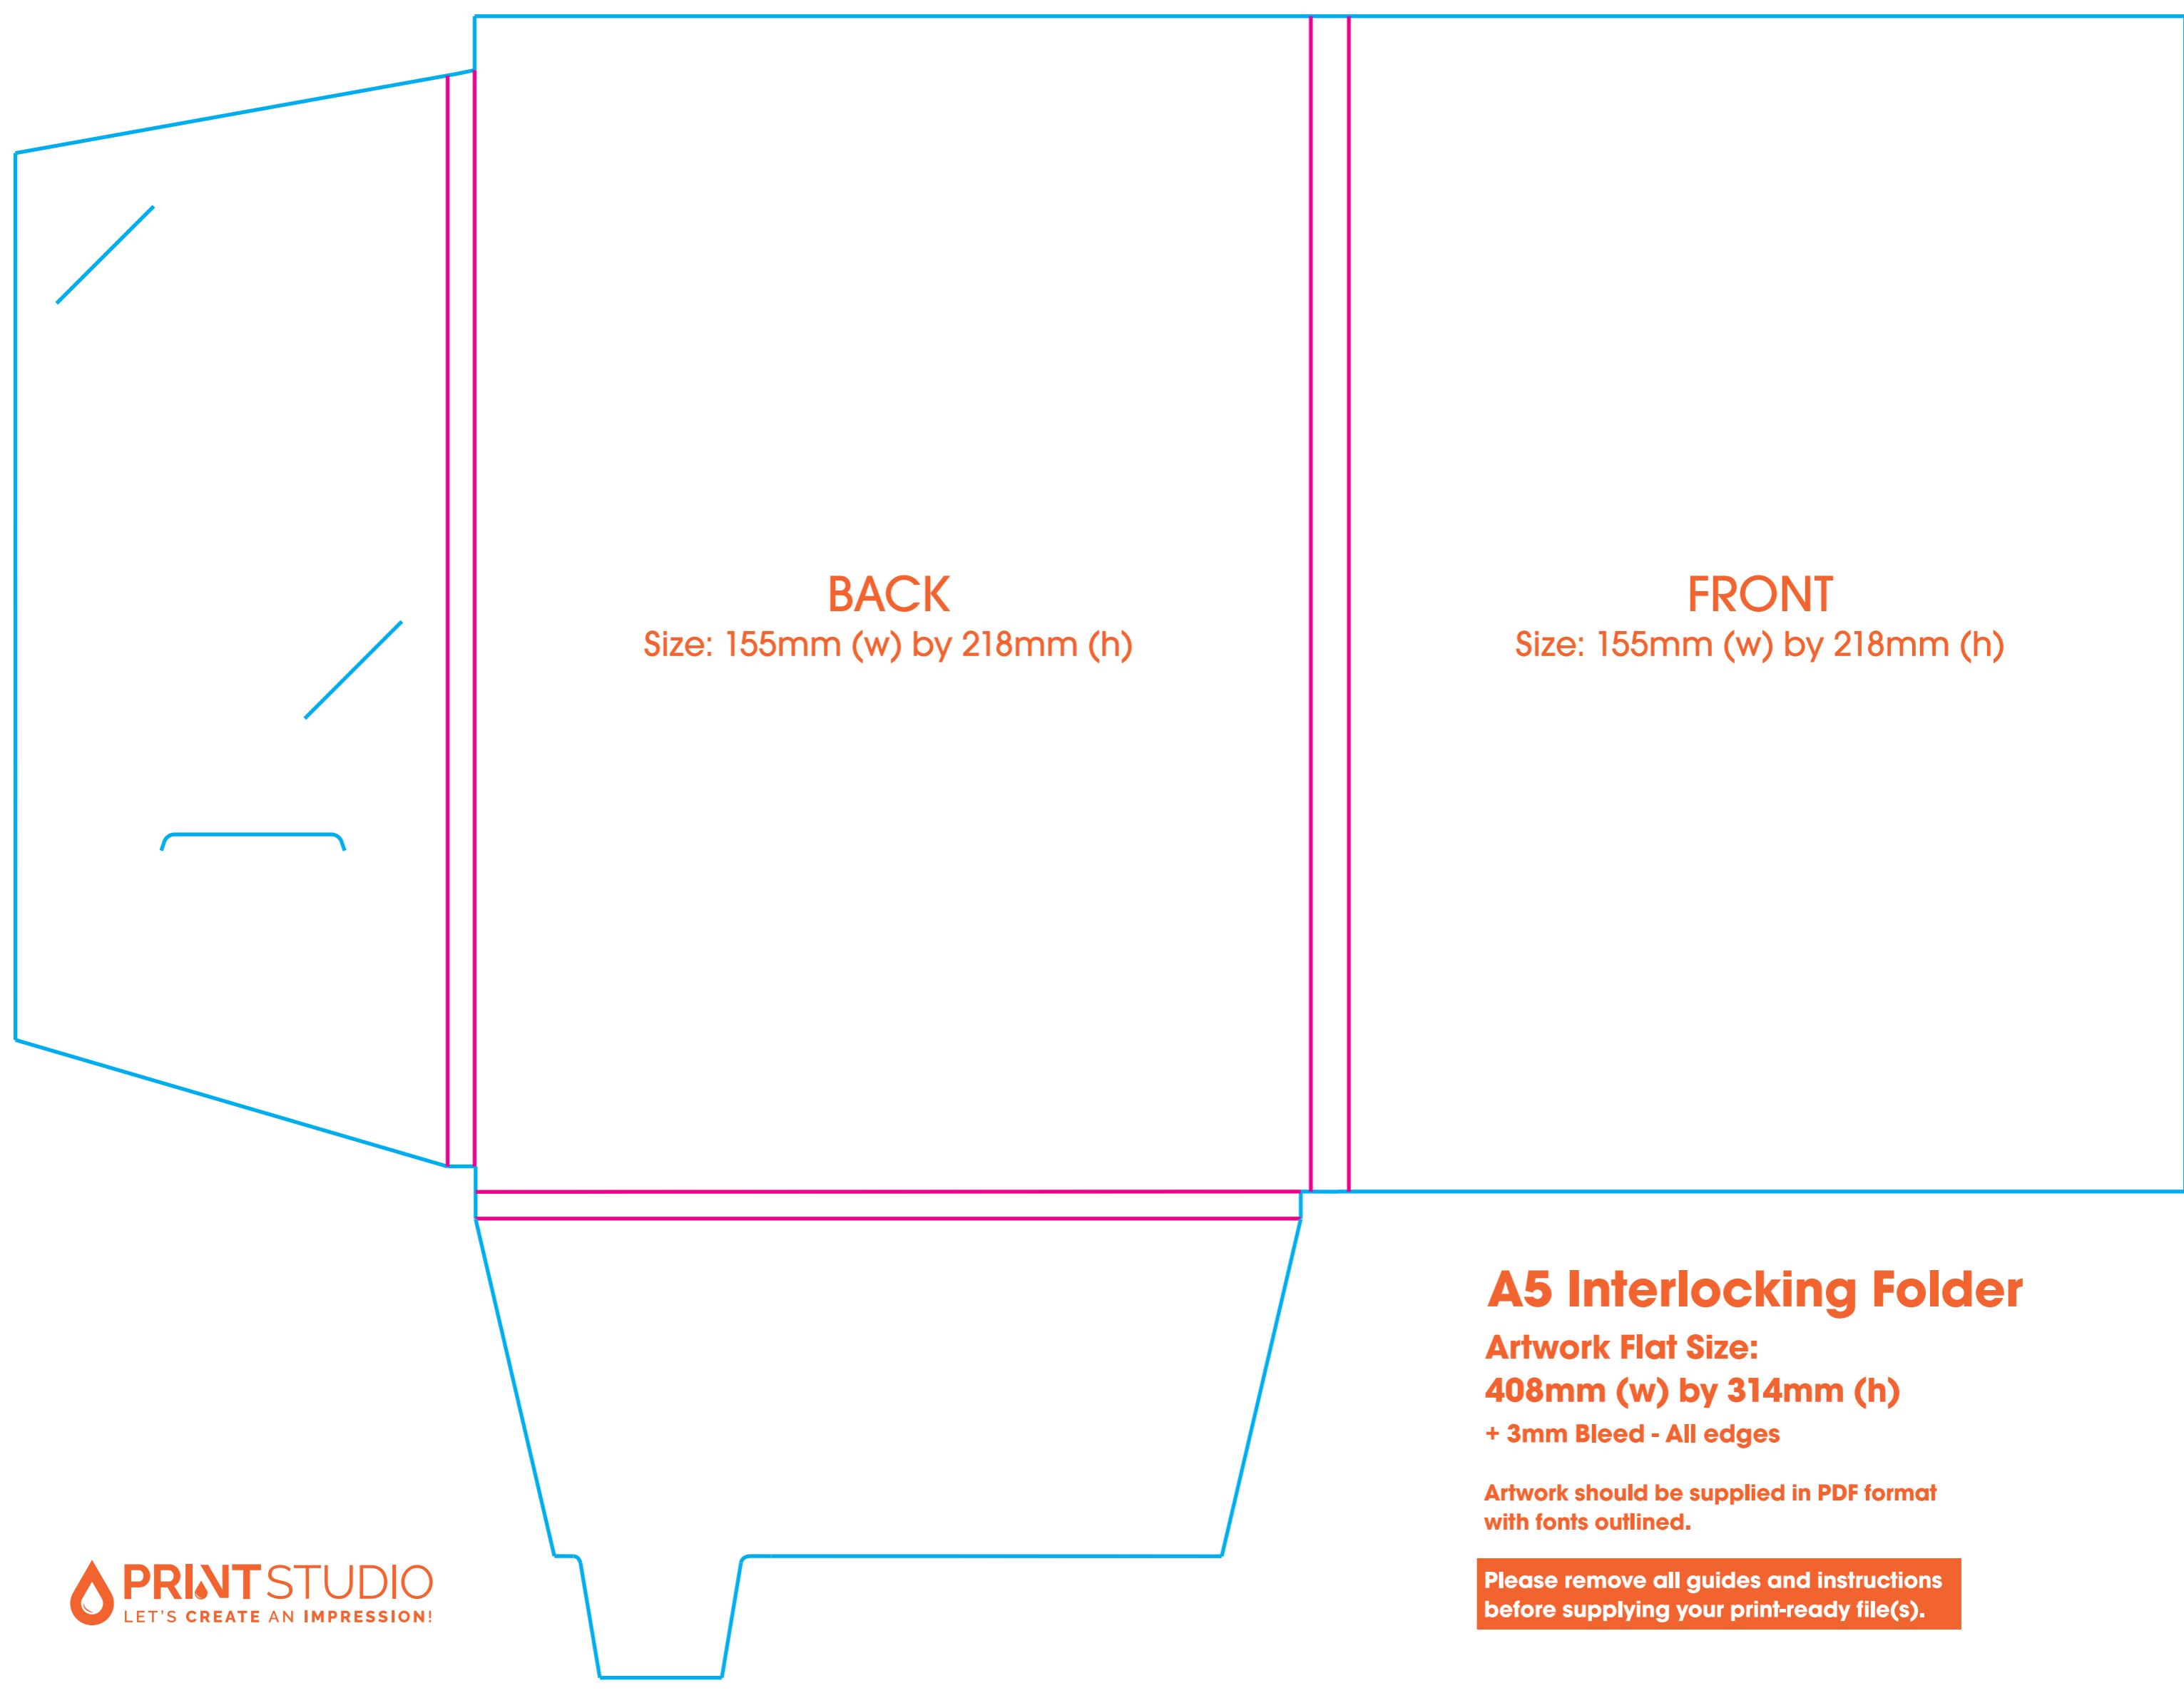 BACK
Size: 155mm (w) by 218mm (h)
FRONT
Size: 155mm (w) by 218mm (h)
A5 Interlocking Folder
Artwork Flat Size:
408mm (w) by 314mm (h)
+ 3mm Bleed - All edges
Artwork should be supplied in PDF format
with fonts outlined.
Please remove all guides and instructions
before supplying your print-ready file(s).
PRINTSTUDIO
LET'S CREATE AN IMPRESSION!